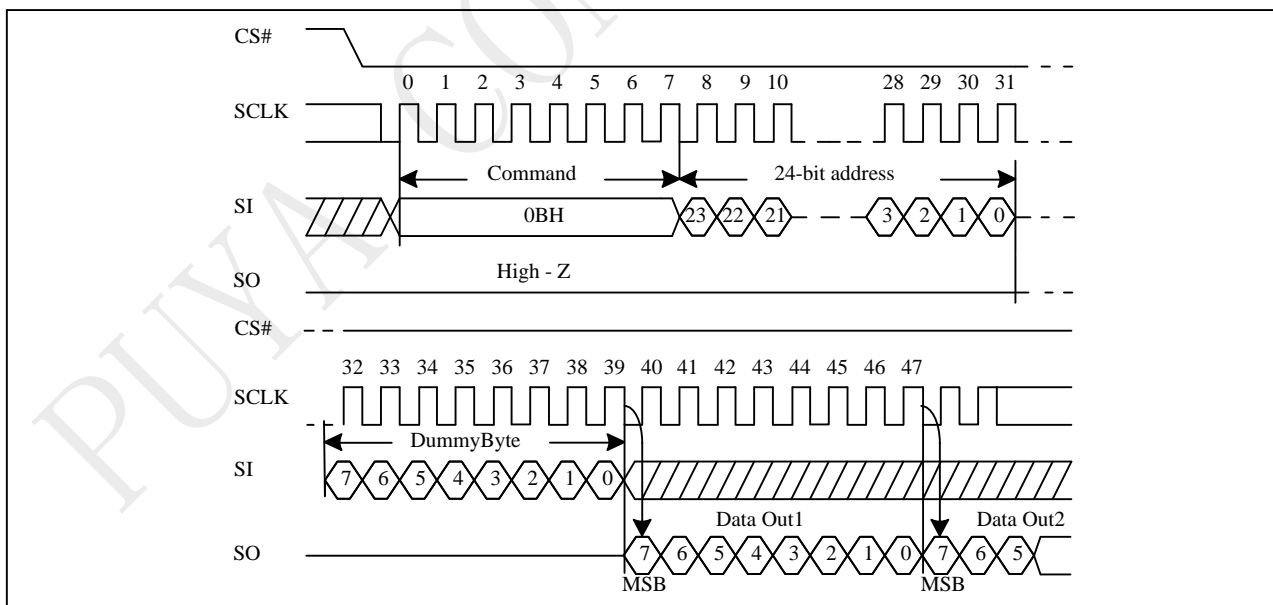 CS#
0 1 2 3 4 5 6 7 8 9 10 28 29 30 31
SCLK
Command 24-bit address
SI 0BH 23 22 21 3 2 1 0
High - Z
SO
CS#
32 33 34 35 36 37 38 39 40 41 42 43 44 45 46 47
SCLK
DummyByte
SI 7 6 5 4 3 2 1 0
Data Out1 Data Out2
SO 7 6 5 4 3 2 1 0 7 6 5
MSB MSB
PUYA